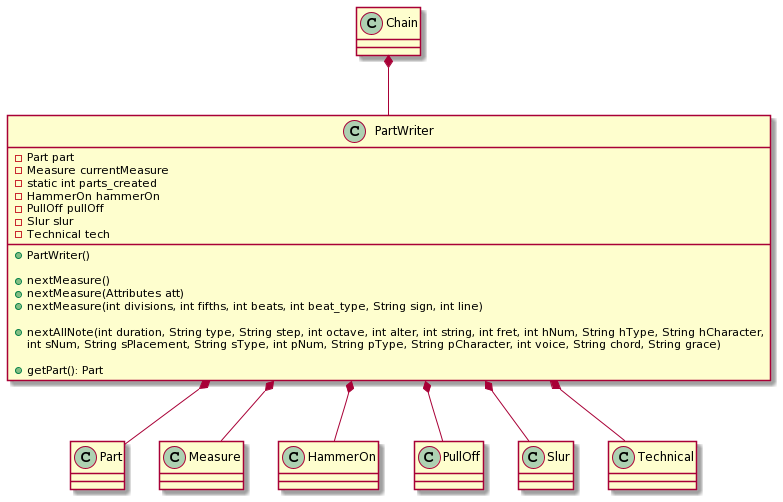 C Chain
C PartWriter
Part part
Measure currentMeasure
static int parts_created
HammerOn hammerOn
PullOff pullOff
Slur slur
Technical tech
PartWriter()
nextMeasure()
nextMeasure(Attributes att)
nextMeasure(int divisions, int fifths, int beats, int beat_type, String sign, int line)
nextAllNote(int duration, String type, String step, int octave, int alter, int string, int fret, int hNum, String hType, String hCharacter,
int sNum, String sPlacement, String sType, int pNum, String pType, String pCharacter, int voice, String chord, String grace)
getPart(): Part
C Part C Measure C HammerOn C PullOff C Slur C Technical